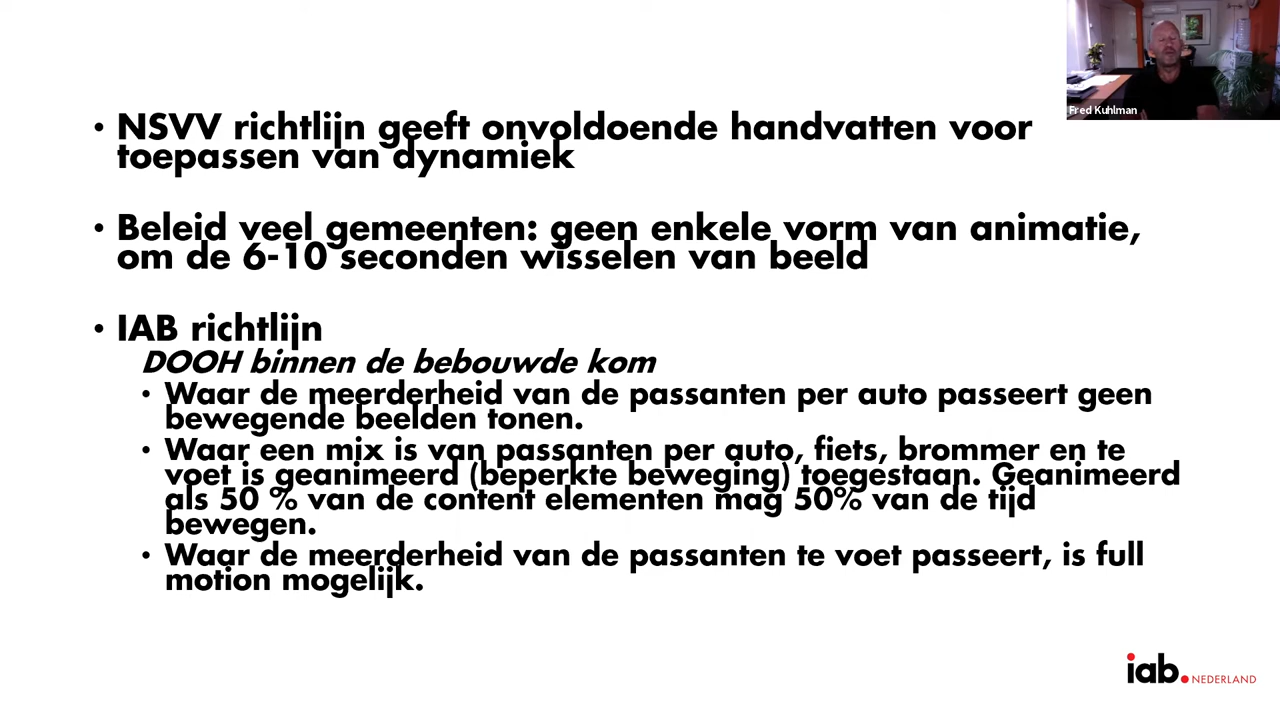 Fred Kuhlman
• NSVV richtlijn geeft onvoldoende handvatten voor
toepassen van dynamiek
• Beleid veel gemeenten: geen enkele vorm van animatie,
om de 6-10 seconden wisselen van beeld
• IAB richtlijn
DOOH binnen de bebouwde kom
• Waar de meerderheid van de passanten per auto passeert geen
bewegende beelden tonen.
• Waar een mix is van passanten per auto, fiets, brommer en te
voet is geanimeerd (beperkte beweging) toegestaan. Geanimeerd
als 50 % van de content elementen mag 50% van de tijd
bewegen.
• Waar de meerderheid van de passanten te voet passeert, is full
motion mogelijk.
iab. NEDERLAND